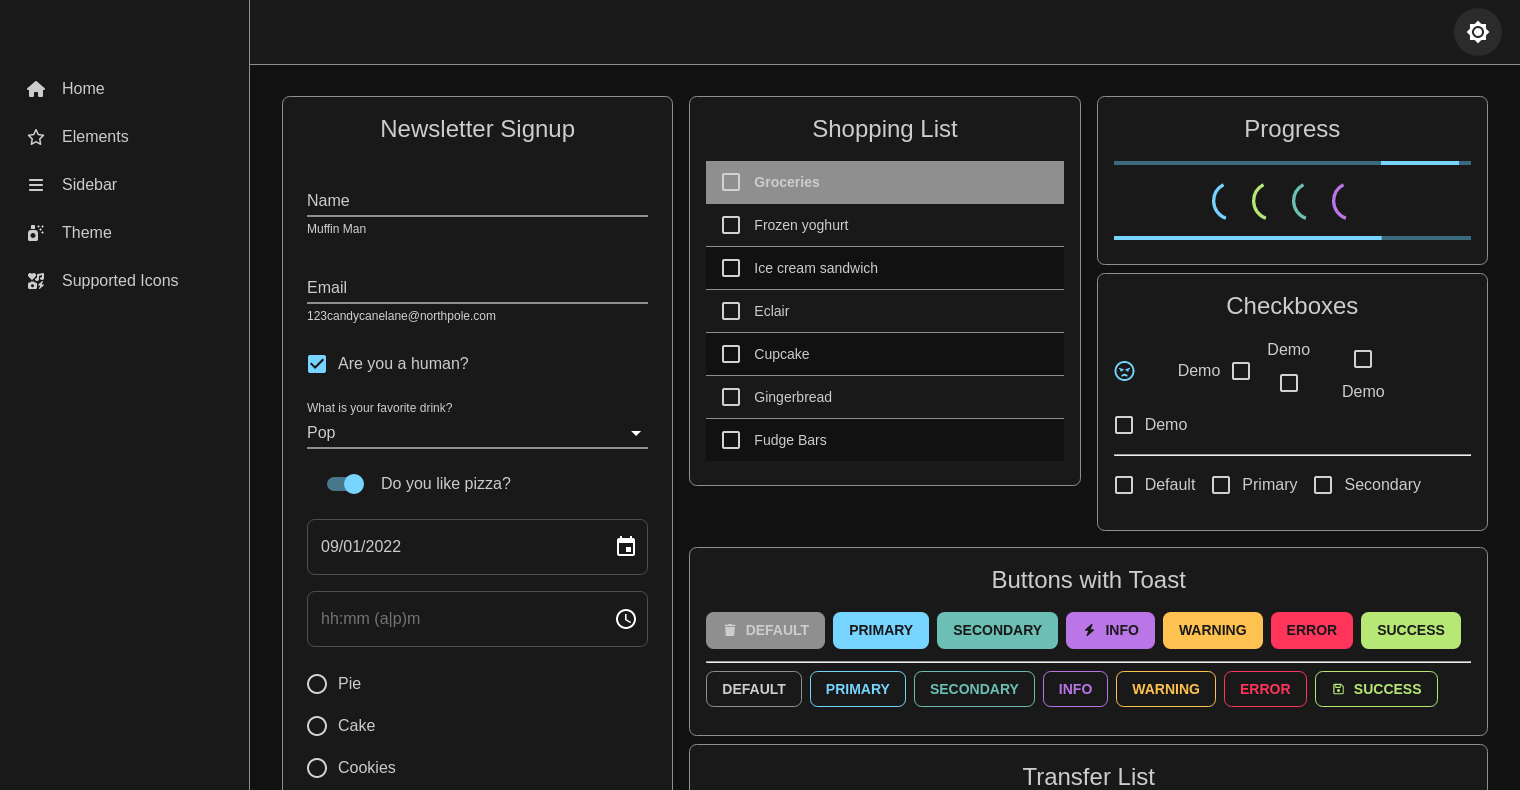 Home
Elements
Sidebar
Theme
Supported Icons
Newsletter Signup
Name
Muffin Man
Email
123candycanelane@northpole.com
Are you a human?
What is your favorite drink?
Pop
Do you like pizza?
09/01/2022
hh:mm (a|p)m
Pie
Cake
Cookies
Shopping List
Groceries
Frozen yoghurt
Ice cream sandwich
Eclair
Cupcake
Gingerbread
Fudge Bars
Progress
Checkboxes
Demo
Demo
Demo
Demo
Default Primary Secondary
Buttons with Toast
DEFAULT PRIMARY SECONDARY INFO WARNING ERROR SUCCESS
DEFAULT PRIMARY SECONDARY INFO WARNING ERROR SUCCESS
Transfer List